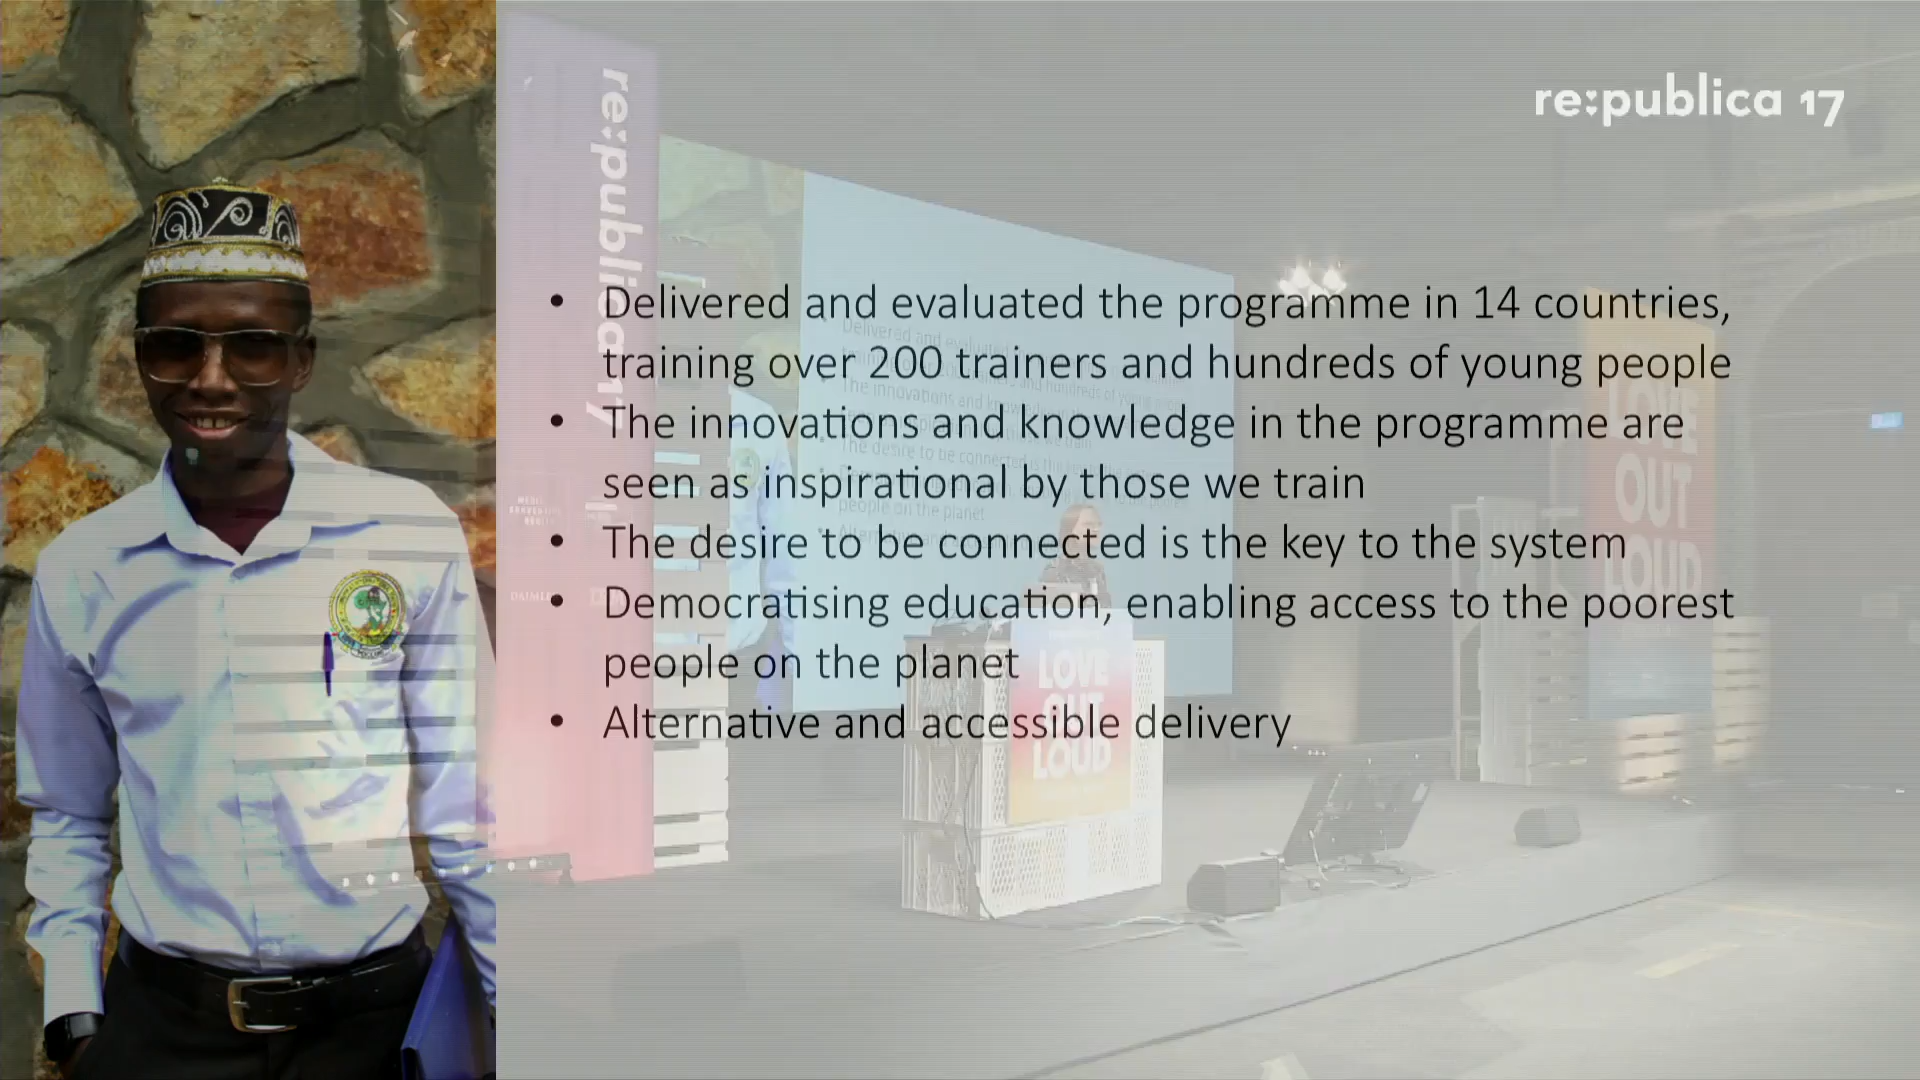 re:publica 17
re:publica 17
• Delivered and evaluated the programme in 14 countries,
training over 200 trainers and hundreds of young people
• The innovations and knowledge in the programme are
seen as inspirational by those we train
• The desire to be connected is the key to the system
• Democratising education, enabling access to the poorest
people on the planet
• Alternative and accessible delivery
LOVE
OUT
LOUD
LOVE
OUT
LOUD